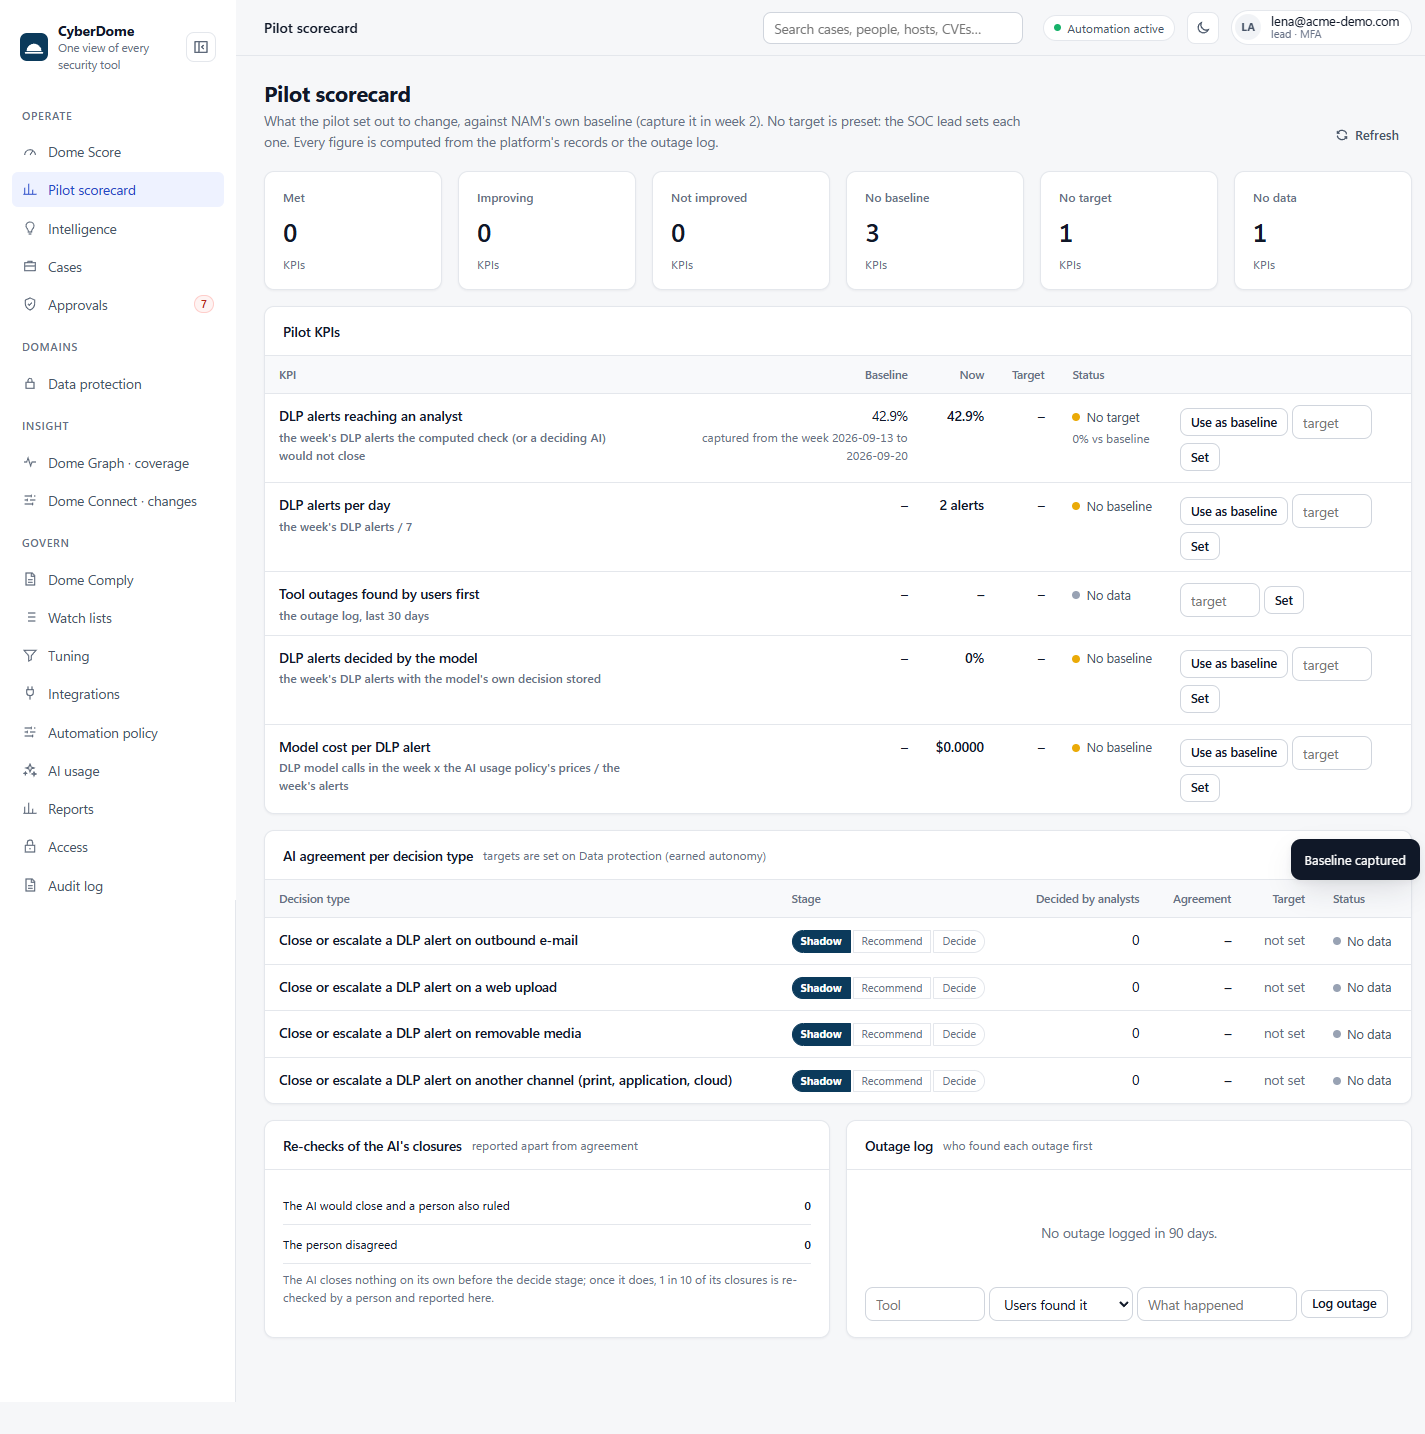 CyberDome
One view of every
security tool
Pilot scorecard
Search cases, people, hosts, CVEs...
Automation active
LA
lena@acme-demo.com
lead · MFA
OPERATE
Dome Score
Pilot scorecard
Intelligence
Cases
Approvals
7
DOMAINS
Data protection
INSIGHT
Dome Graph · coverage
Dome Connect · changes
GOVERN
Dome Comply
Watch lists
Tuning
Integrations
Automation policy
AI usage
Reports
Access
Audit log
Pilot scorecard
What the pilot set out to change, against NAM's own baseline (capture it in week 2). No target is preset: the SOC lead sets each
one. Every figure is computed from the platform's records or the outage log.
Refresh
Met
0
KPIs
Improving
0
KPIs
Not improved
0
KPIs
No baseline
3
KPIs
No target
1
KPIs
No data
1
KPIs
Pilot KPIs
KPI Baseline Now Target Status
DLP alerts reaching an analyst 42.9% 42.9% – No target Use as baseline target
the week's DLP alerts the computed check (or a deciding AI) captured from the week 2026-09-13 to 0% vs baseline
would not close 2026-09-20 Set
DLP alerts per day – 2 alerts – No baseline Use as baseline target
the week's DLP alerts / 7
Set
Tool outages found by users first – – – No data target Set
the outage log, last 30 days
DLP alerts decided by the model – 0% – No baseline Use as baseline target
the week's DLP alerts with the model's own decision stored
Set
Model cost per DLP alert – $0.0000 – No baseline Use as baseline target
DLP model calls in the week x the AI usage policy's prices / the
week's alerts Set
AI agreement per decision type targets are set on Data protection (earned autonomy)
Baseline captured
Decision type Stage Decided by analysts Agreement Target Status
Close or escalate a DLP alert on outbound e-mail Shadow Recommend Decide 0 – not set No data
Close or escalate a DLP alert on a web upload Shadow Recommend Decide 0 – not set No data
Close or escalate a DLP alert on removable media Shadow Recommend Decide 0 – not set No data
Close or escalate a DLP alert on another channel (print, application, cloud) Shadow Recommend Decide 0 – not set No data
Re-checks of the AI's closures reported apart from agreement
The AI would close and a person also ruled 0
The person disagreed 0
The AI closes nothing on its own before the decide stage; once it does, 1 in 10 of its closures is re-
checked by a person and reported here.
Outage log who found each outage first
No outage logged in 90 days.
Tool Users found it What happened Log outage